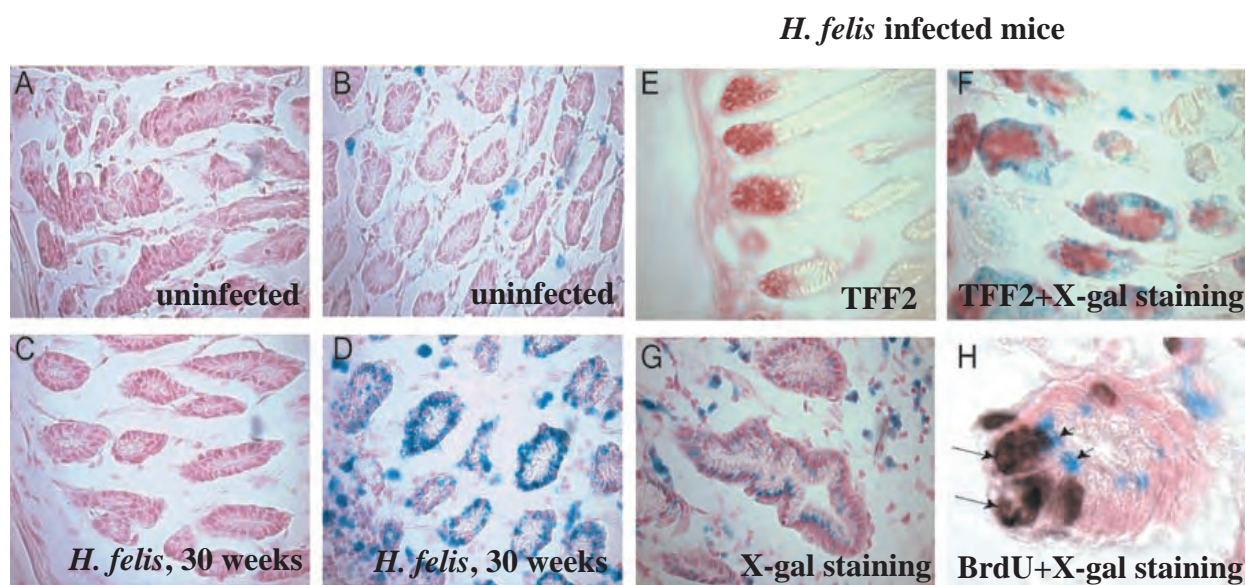 H. felis infected mice
A
B
E
F
uninfected
uninfected
TFF2
TFF2+X-gal staining
C
D
G
H
H. felis, 30 weeks
H. felis, 30 weeks
X-gal staining
BrdU+X-gal staining